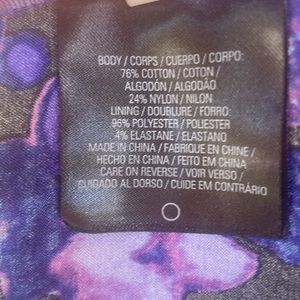 BODY / CORPS / CUERPO / CORPO:
76% COTTON / COTON /
ALGODÓN / ALGODÃO
24% NYLON / NILON
LINING / DOUBLURE / FORRO:
96% POLYESTER / POLIESTER
4% ELASTANE / ELASTANO
MADE IN CHINA / FABRIQUE EN CHINE /
HECHO EN CHINA / FEITO EM CHINA
CARE ON REVERSE / VOIR VERSO /
CUIDADO AL DORSO / CUIDE EM CONTRÁRIO